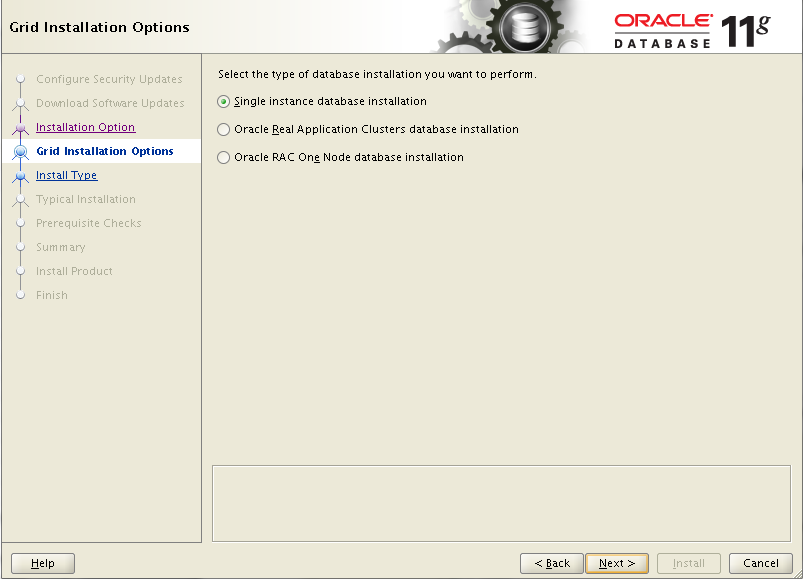 Grid Installation Options
ORACLE
DATABASE
11g
Configure Security Updates
Download Software Updates
Installation Option
Grid Installation Options
Install Type
Typical Installation
Prerequisite Checks
Summary
Install Product
Finish
Select the type of database installation you want to perform.
Single instance database installation
Oracle Real Application Clusters database installation
Oracle RAC One Node database installation
Help
< Back
Next >
Install
Cancel